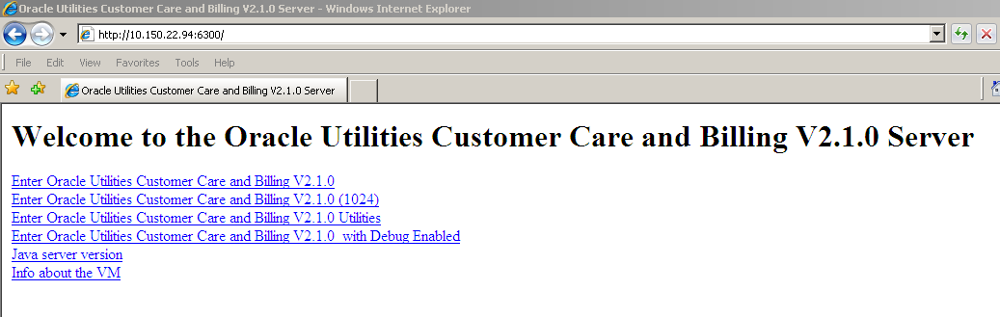 Oracle Utilities Customer Care and Billing V2.1.0 Server - Windows Internet Explorer
http://10.150.22.94:6300/
File Edit View Favorites Tools Help
Oracle Utilities Customer Care and Billing V2.1.0 Server
Welcome to the Oracle Utilities Customer Care and Billing V2.1.0 Server
Enter Oracle Utilities Customer Care and Billing V2.1.0
Enter Oracle Utilities Customer Care and Billing V2.1.0 (1024)
Enter Oracle Utilities Customer Care and Billing V2.1.0 Utilities
Enter Oracle Utilities Customer Care and Billing V2.1.0 with Debug Enabled
Java server version
Info about the VM